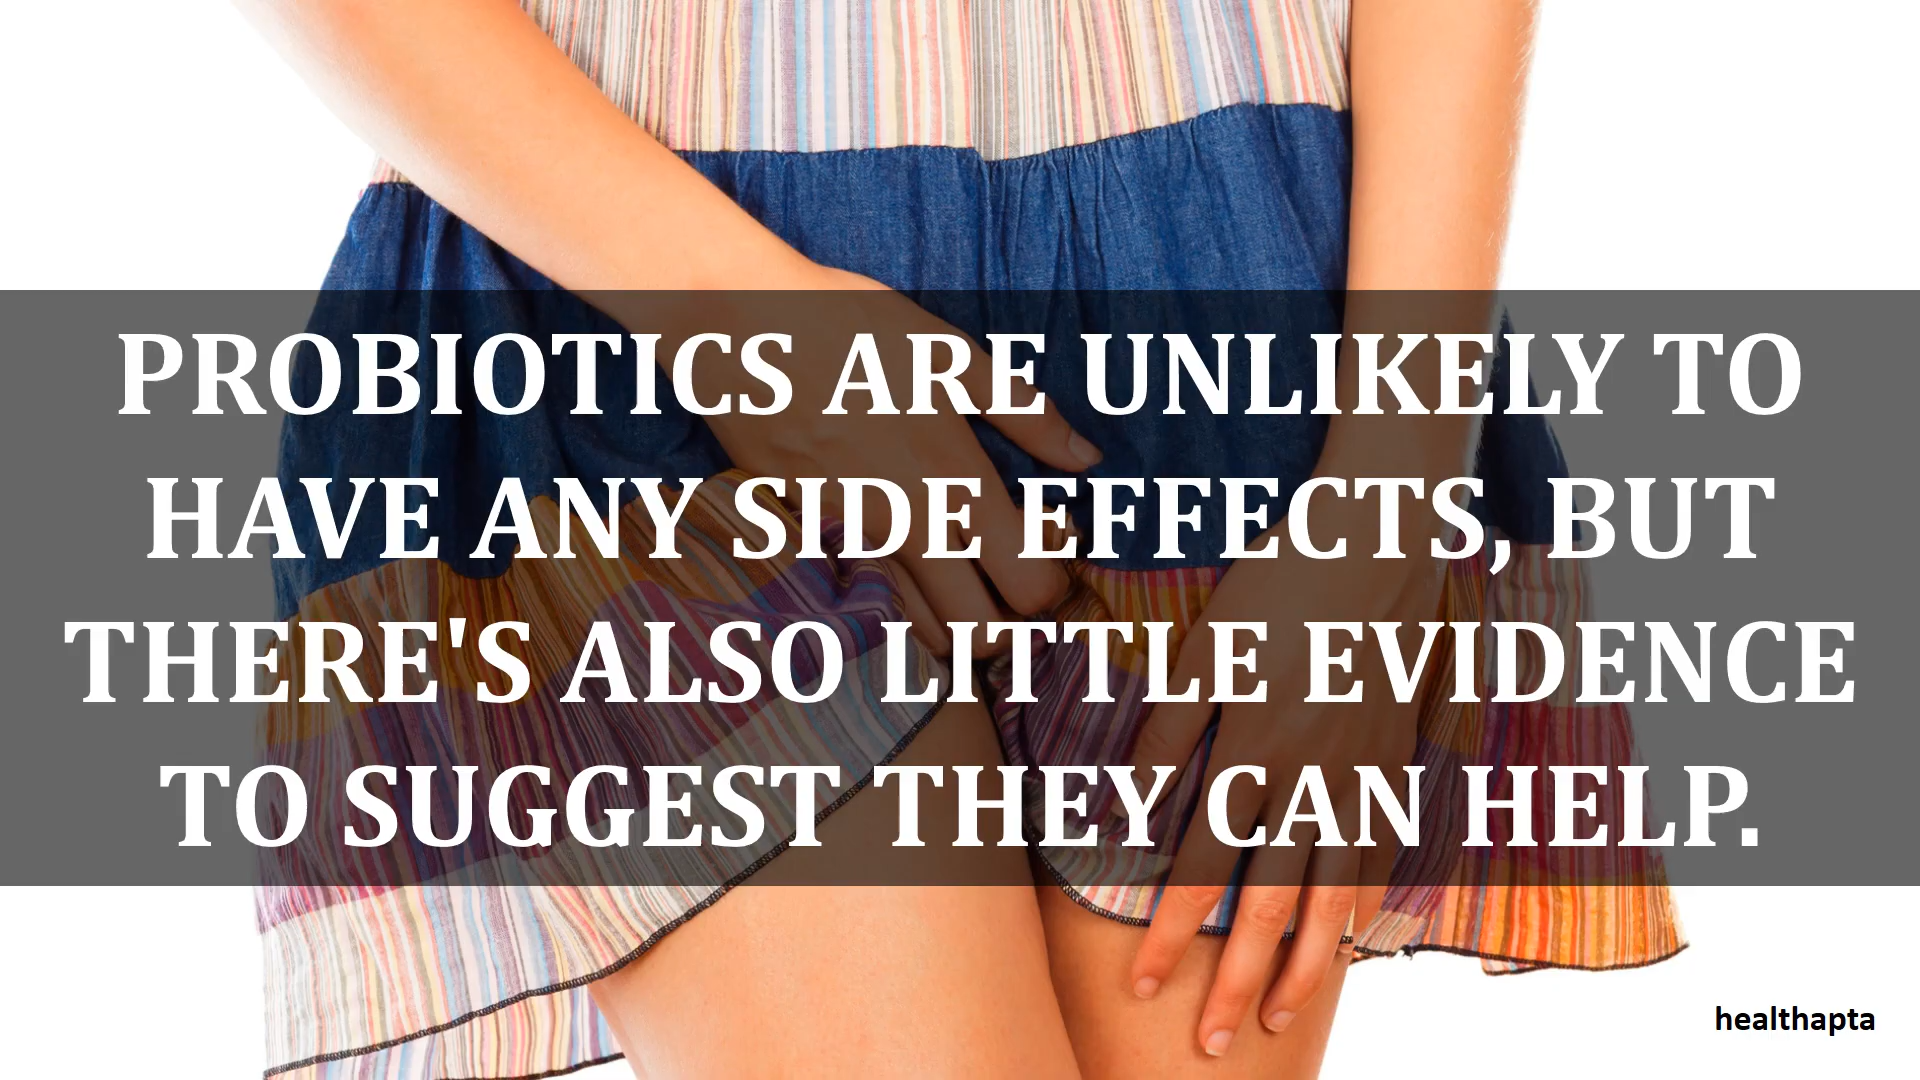 PROBIOTICS ARE UNLIKELY TO
HAVE ANY SIDE EFFECTS, BUT
THERE'S ALSO LITTLE EVIDENCE
TO SUGGEST THEY CAN HELP.
healthapta